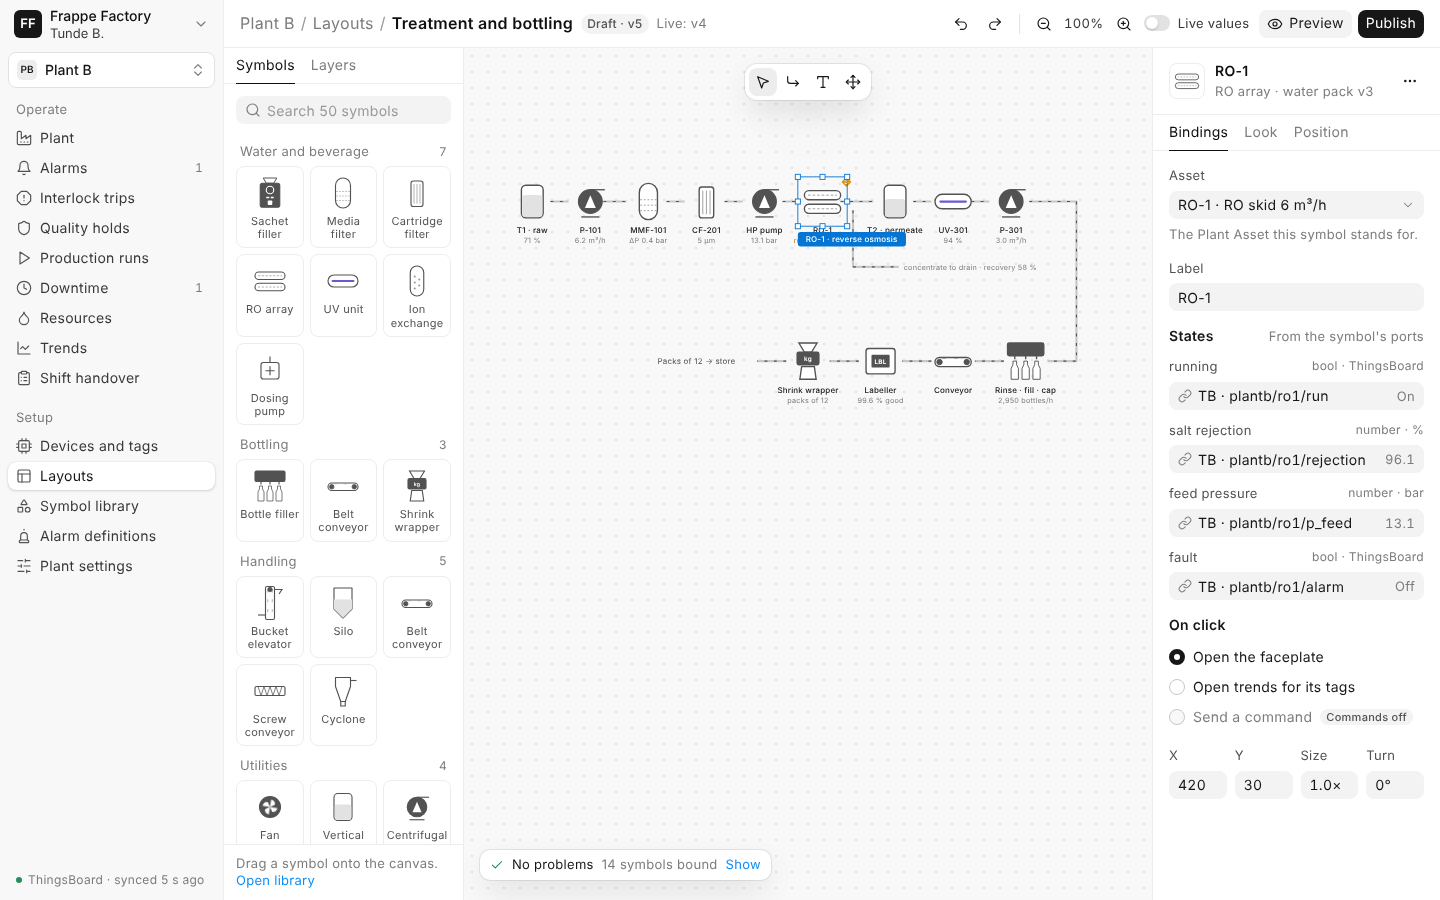 FF
Frappe Factory
Tunde B.
PB
Plant B
Operate
Plant
Alarms 1
Interlock trips
Quality holds
Production runs
Downtime 1
Resources
Trends
Shift handover
Setup
Devices and tags
Layouts
Symbol library
Alarm definitions
Plant settings
ThingsBoard · synced 5 s ago
Plant B / Layouts / Treatment and bottling
Draft · v5
Live: v4
100%
Live values
Preview
Publish
Symbols
Layers
Search 50 symbols
Water and beverage 7
Sachet filler
Media filter
Cartridge filter
RO array
UV unit
Ion exchange
Dosing pump
Bottling 3
Bottle filler
Belt conveyor
kg
Shrink wrapper
Handling 5
Bucket elevator
Silo
Belt conveyor
Screw conveyor
Cyclone
Utilities 4
Fan
Vertical
Centrifugal
Drag a symbol onto the canvas.
Open library
T1 · raw
71 %
P-101
6.2 m³/h
MMF-101
ΔP 0.4 bar
CF-201
5 µm
HP pump
13.1 bar
RO-1
RO-1 · reverse osmosis
T2 · permeate
UV-301
94 %
P-301
3.0 m³/h
concentrate to drain · recovery 58 %
Packs of 12 → store
kg
Shrink wrapper
packs of 12
LBL
Labeller
99.6 % good
Conveyor
Rinse · fill · cap
2,950 bottles/h
No problems
14 symbols bound
Show
RO-1
RO array · water pack v3
Bindings
Look
Position
Asset
RO-1 · RO skid 6 m³/h
The Plant Asset this symbol stands for.
Label
RO-1
States
From the symbol's ports
running
bool · ThingsBoard
TB · plantb/ro1/run
On
salt rejection
number · %
TB · plantb/ro1/rejection
96.1
feed pressure
number · bar
TB · plantb/ro1/p_feed
13.1
fault
bool · ThingsBoard
TB · plantb/ro1/alarm
Off
On click
Open the faceplate
Open trends for its tags
Send a command
Commands off
X
Y
Size
Turn
420
30
1.0×
0°